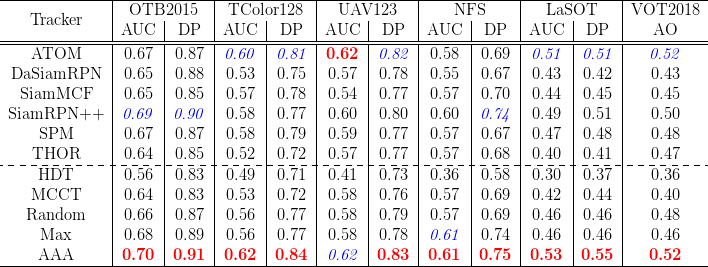 Tracker OTB2015 TColor128 UAV123 NFS LaSOT VOT2018
AUC DP AUC DP AUC DP AUC DP AUC DP AO
ATOM 0.67 0.87 0.60 0.81 0.62 0.82 0.58 0.69 0.51 0.51 0.52
DaSiamRPN 0.65 0.88 0.53 0.75 0.57 0.78 0.55 0.67 0.43 0.42 0.43
SiamMCF 0.65 0.85 0.57 0.78 0.54 0.77 0.57 0.70 0.44 0.45 0.45
SiamRPN++ 0.69 0.90 0.58 0.77 0.60 0.80 0.60 0.74 0.49 0.51 0.50
SPM 0.67 0.87 0.58 0.79 0.59 0.77 0.57 0.67 0.47 0.48 0.48
THOR 0.64 0.85 0.52 0.72 0.57 0.77 0.57 0.68 0.40 0.41 0.47
HDT 0.56 0.83 0.49 0.71 0.41 0.73 0.36 0.58 0.30 0.37 0.36
MCCT 0.64 0.83 0.53 0.72 0.58 0.76 0.57 0.69 0.42 0.44 0.40
Random 0.66 0.87 0.56 0.77 0.58 0.79 0.57 0.69 0.46 0.46 0.48
Max 0.68 0.89 0.56 0.77 0.58 0.78 0.61 0.74 0.46 0.46 0.46
AAA 0.70 0.91 0.62 0.84 0.62 0.83 0.61 0.75 0.53 0.55 0.52